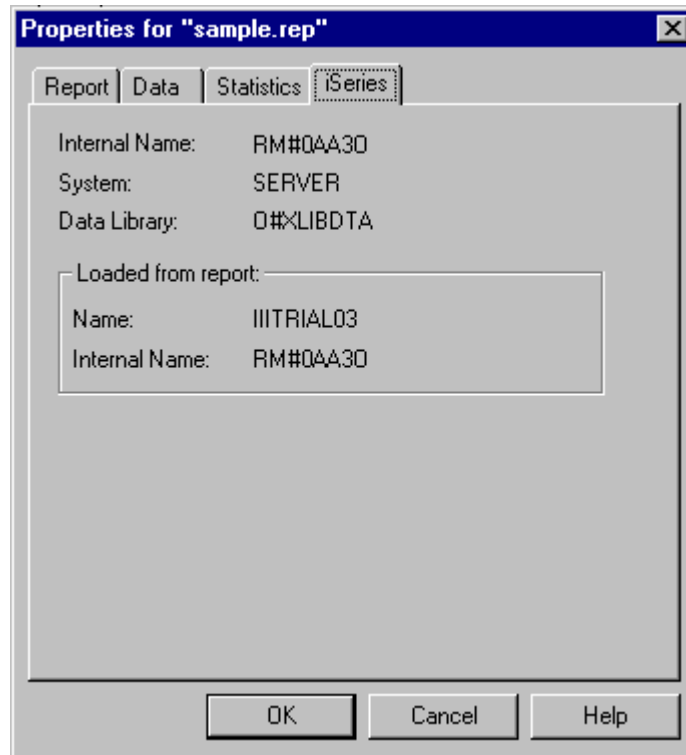 Properties for "sample.rep"
Report Data Statistics iSeries
Internal Name: RM#0AA30
System: SERVER
Data Library: O#XLIBDTA
Loaded from report:
Name: IIITRIAL03
Internal Name: RM#0AA30
OK Cancel Help